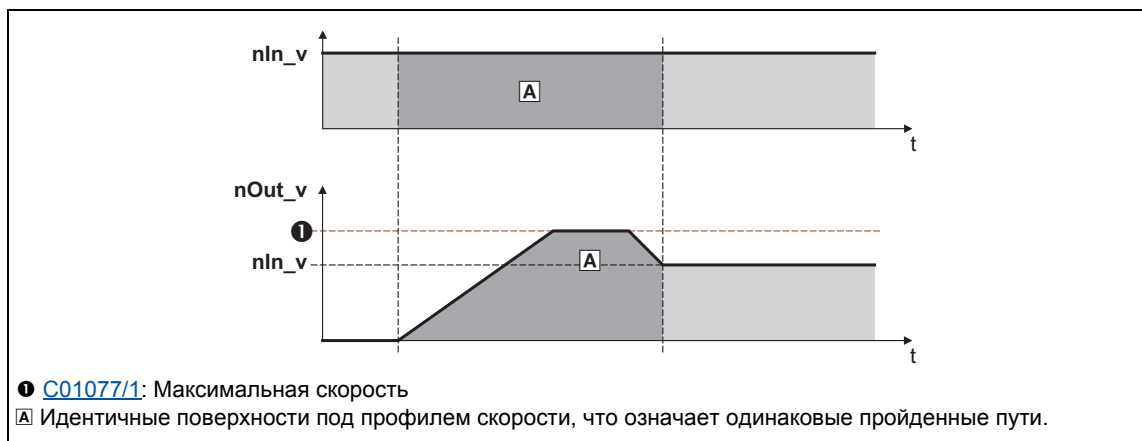 nIn_v
A
t
nOut_v
❶
nIn_v
A
t
❶ C01077/1: Максимальная скорость
A Идентичные поверхности под профилем скорости, что означает одинаковые пройденные пути.